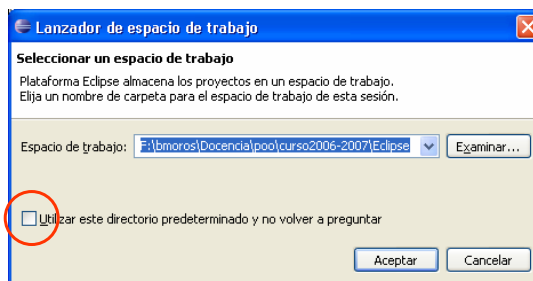 Lanzador de espacio de trabajo
Seleccionar un espacio de trabajo
Plataforma Eclipse almacena los proyectos en un espacio de trabajo.
Elija un nombre de carpeta para el espacio de trabajo de esta sesión.
Espacio de trabajo: F:\bmoros\Docencia\poo\curso2006-2007\Eclipse Examinar...
Utilizar este directorio predeterminado y no volver a preguntar
Aceptar Cancelar